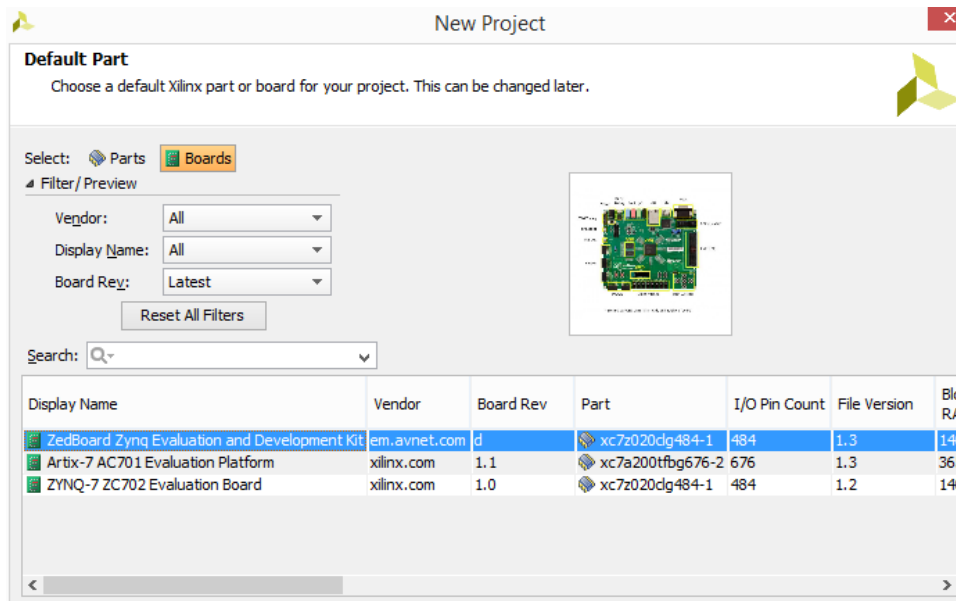 New Project
Default Part
Choose a default Xilinx part or board for your project. This can be changed later.
Select: Parts Boards
Filter/ Preview
Vendor: All
Display Name: All
Board Rev: Latest
Reset All Filters
Search:
Display Name Vendor Board Rev Part I/O Pin Count File Version
ZedBoard Zynq Evaluation and Development Kit em.avnet.com d xc7z020clg484-1 484 1.3
Artix-7 AC701 Evaluation Platform xilinx.com 1.1 xc7a200tfbg676-2 676 1.3
ZYNQ-7 ZC702 Evaluation Board xilinx.com 1.0 xc7z020clg484-1 484 1.2